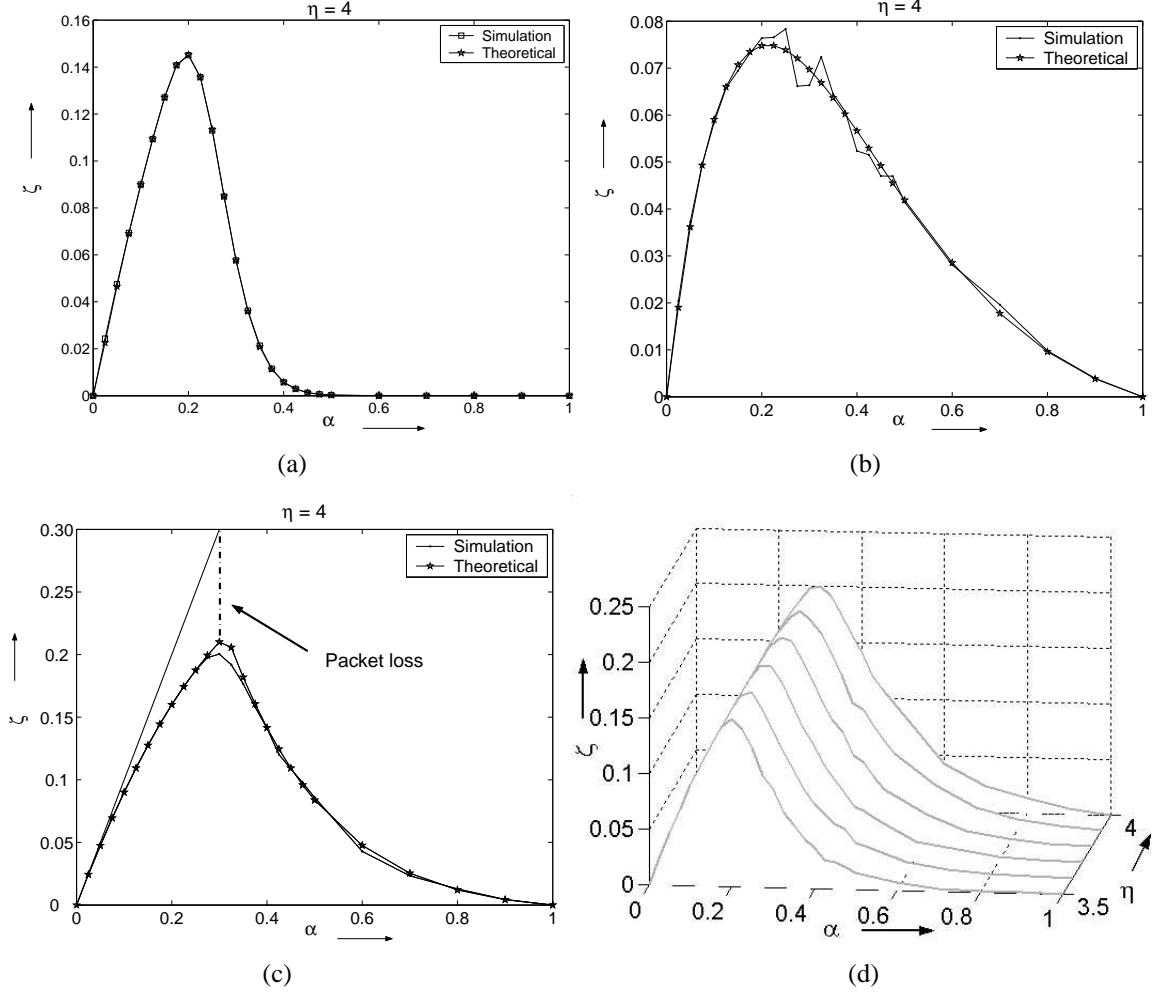 η = 4
0.16
0.14
0.12
0.1
0.08
0.06
0.04
0.02
0
ζ
Simulation
Theoretical
0 0.2 0.4 0.6 0.8 1
α
(a)
η = 4
0.08
0.07
0.06
0.05
0.04
0.03
0.02
0.01
0
ζ
Simulation
Theoretical
0 0.2 0.4 0.6 0.8 1
α
(b)
η = 4
0.30
0.25
0.2
0.15
0.1
0.05
0
ζ
Simulation
Theoretical
Packet loss
0 0.2 0.4 0.6 0.8 1
α
(c)
0.25
0.2
0.15
0.1
0.05
0
ζ
0 0.2 0.4 0.6 0.8 1
α
3.5
4
η
(d)